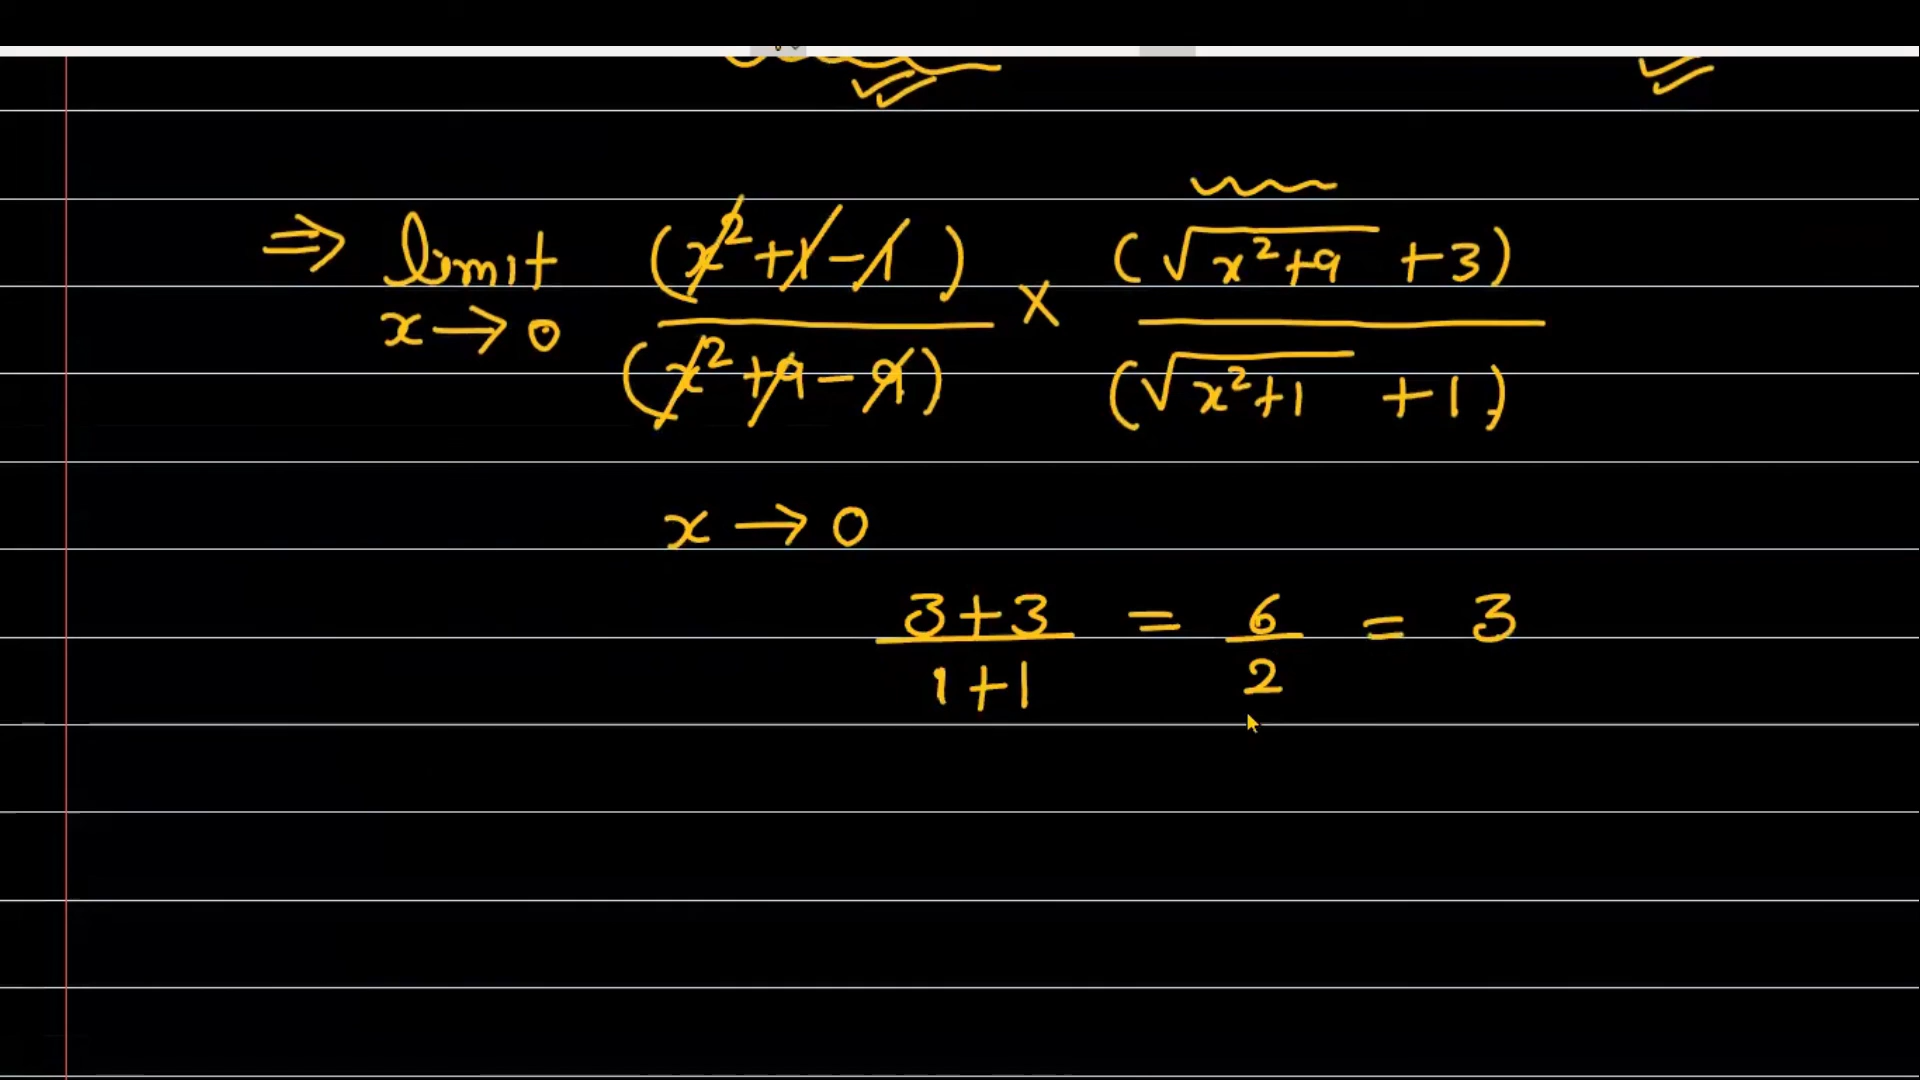 ⇒ limit x→0 (x²+1-1)/(x²+9-9) × (√(x²+9) +3)/(√(x²+1) +1)
x → 0
(3+3)/(1+1) = 6/2 = 3